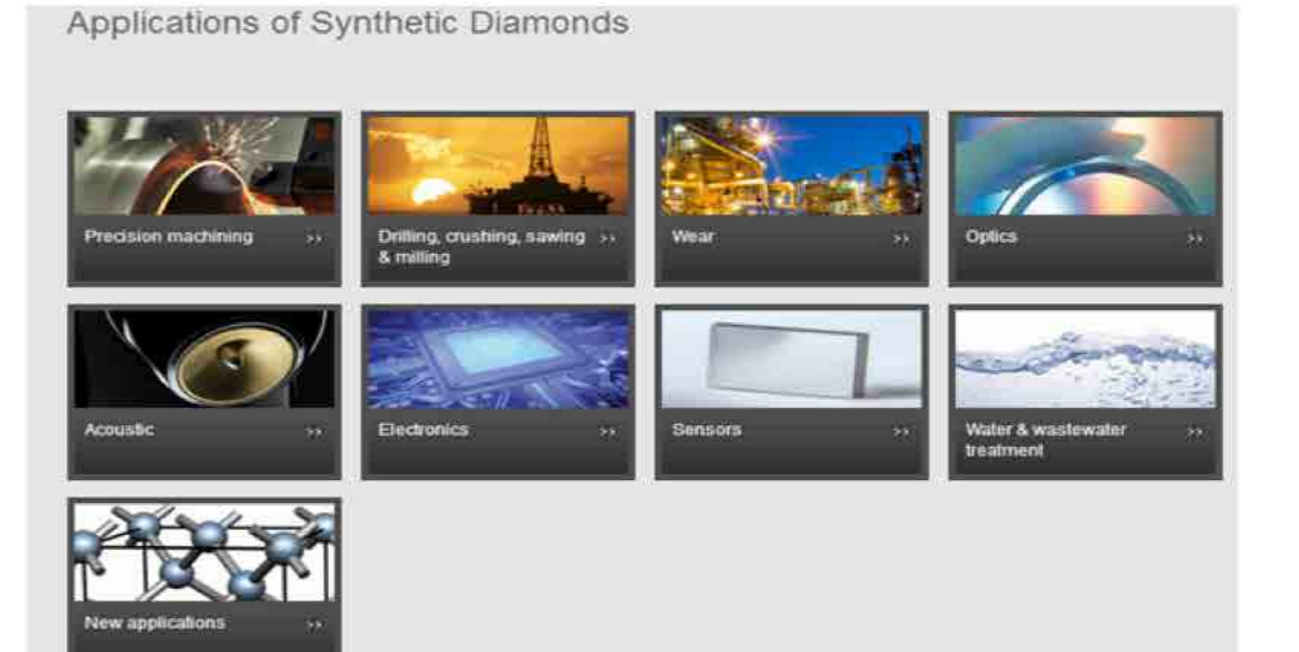 Applications of Synthetic Diamonds
Precision machining >>
Drilling, crushing, sawing >>
& milling
Wear >>
Optics >>
Acoustic >>
Electronics >>
Sensors >>
Water & wastewater >>
treatment
New applications >>